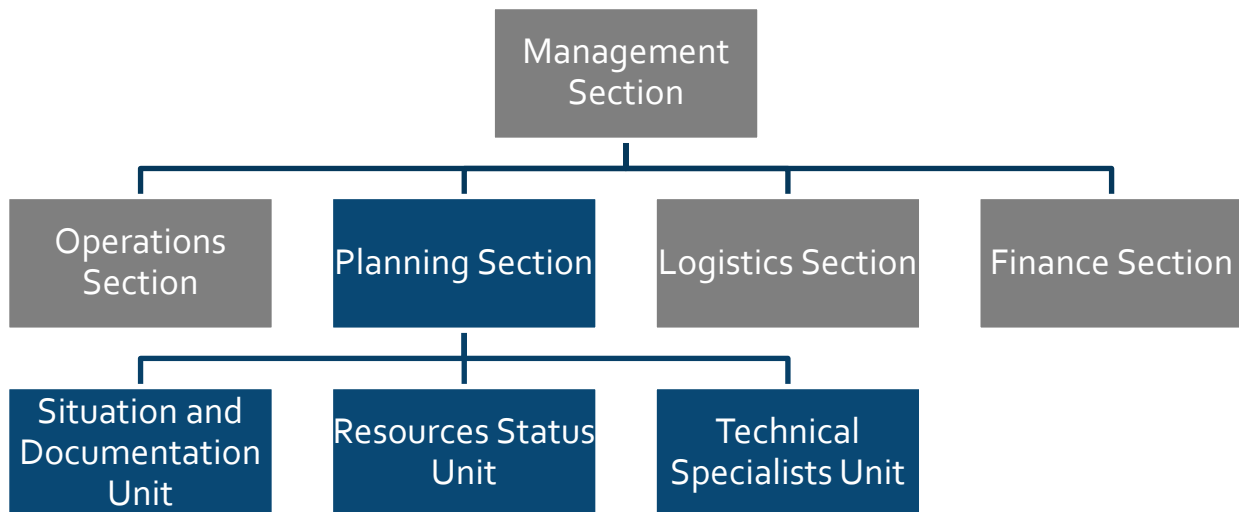 Management
Section
Operations
Section
Planning Section
Logistics Section
Finance Section
Situation and
Documentation
Unit
Resources Status
Unit
Technical
Specialists Unit